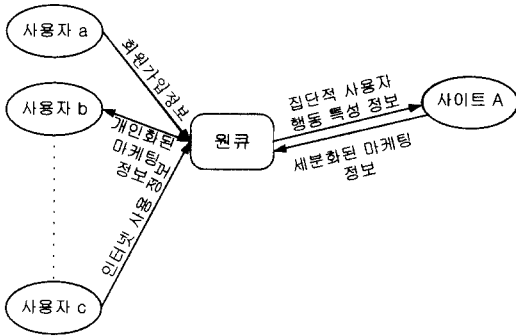 사용자 a
회원가입정보
사용자 b
개인화된
마케팅
정보
원큐
집단적 사용자
행동 특성 정보
사이트 A
세분화된 마케팅
정보
인터넷 사용
사용자 c